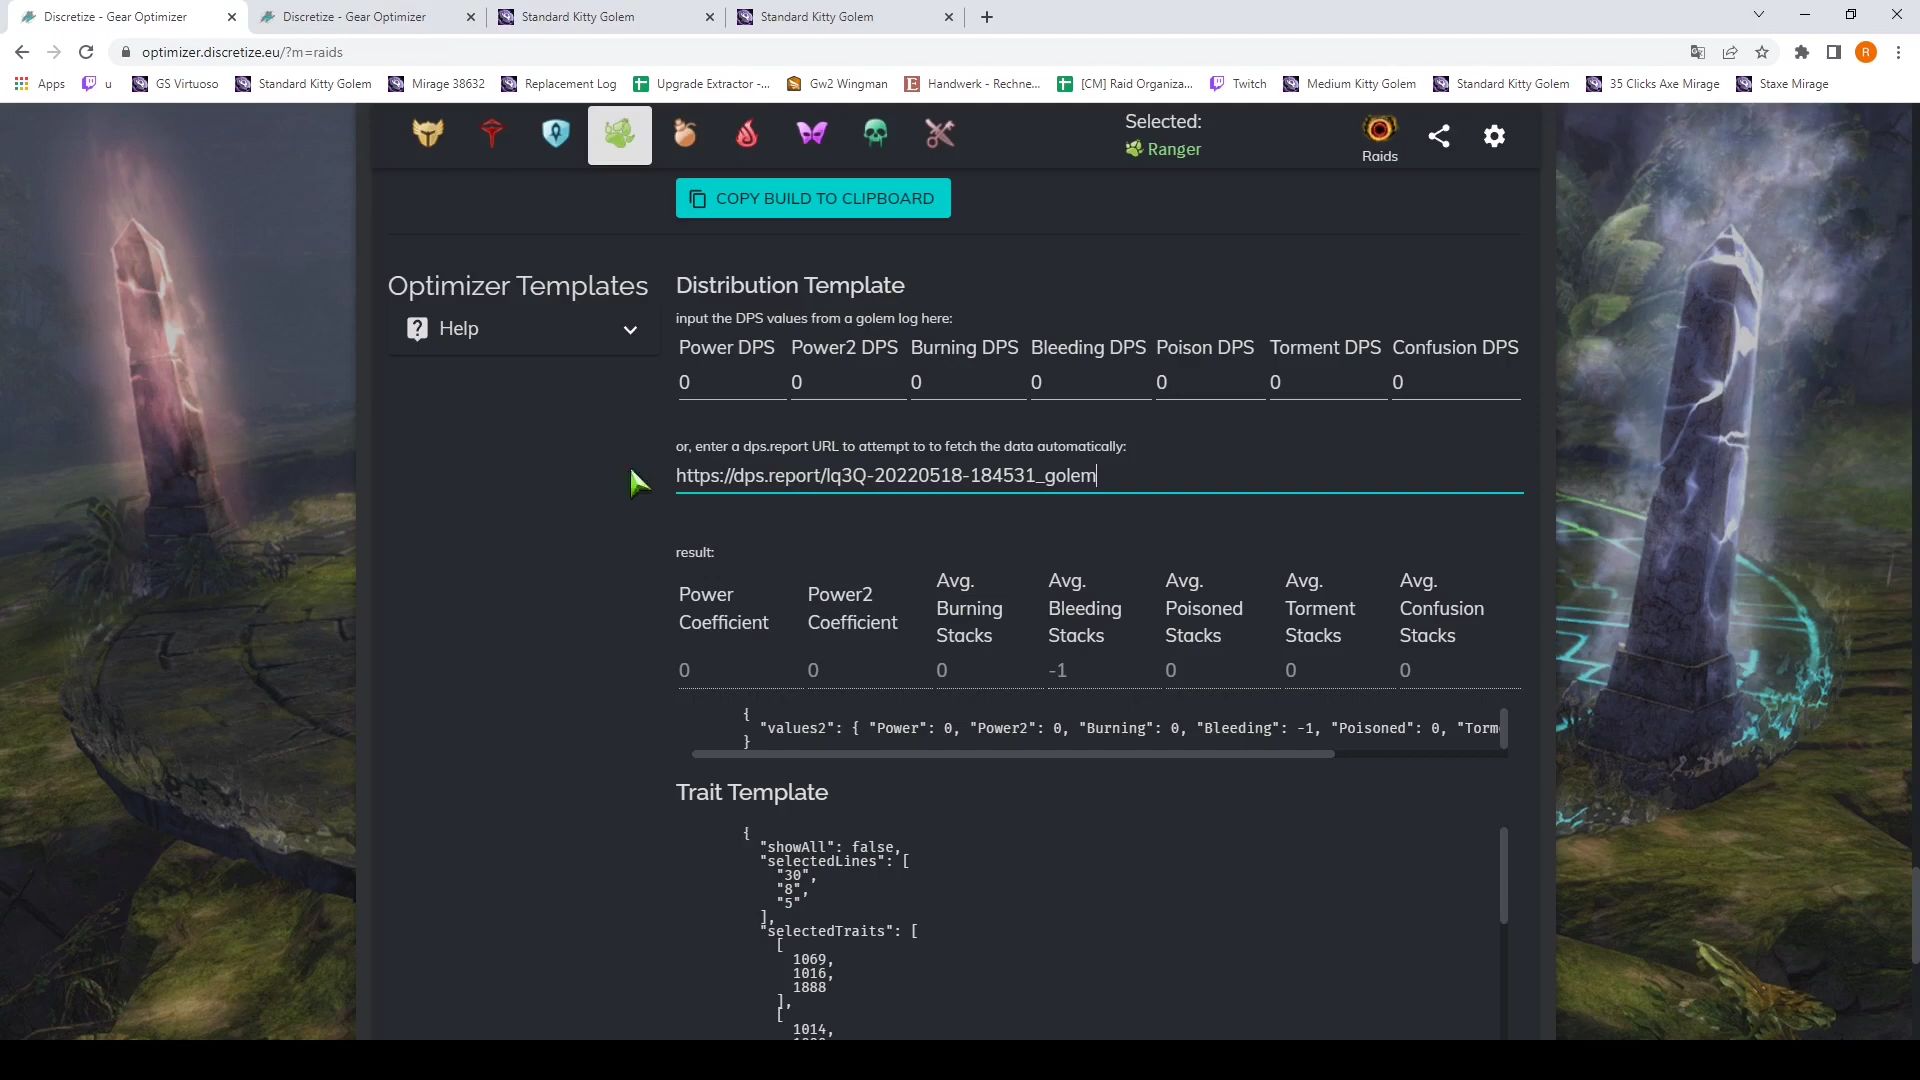 Discretize - Gear Optimizer
Discretize - Gear Optimizer
Standard Kitty Golem
Standard Kitty Golem
optimizer.discretize.eu/?m=raids
R
Apps
u
GS Virtuoso
Standard Kitty Golem
Mirage 38632
Replacement Log
Upgrade Extractor -...
Gw2 Wingman
Handwerk - Rechne...
[CM] Raid Organiza...
Twitch
Medium Kitty Golem
Standard Kitty Golem
35 Clicks Axe Mirage
Staxe Mirage
Selected:
Ranger
Raids
COPY BUILD TO CLIPBOARD
Optimizer Templates
Help
Distribution Template
input the DPS values from a golem log here:
Power DPS Power2 DPS Burning DPS Bleeding DPS Poison DPS Torment DPS Confusion DPS
0 0 0 0 0 0 0
or, enter a dps.report URL to attempt to to fetch the data automatically:
https://dps.report/lq3Q-20220518-184531_golem
result:
Power Coefficient
Power2 Coefficient
Avg. Burning Stacks
Avg. Bleeding Stacks
Avg. Poisoned Stacks
Avg. Torment Stacks
Avg. Confusion Stacks
0 0 0 -1 0 0 0
{
"values2": { "Power": 0, "Power2": 0, "Burning": 0, "Bleeding": -1, "Poisoned": 0, "Torm
}
Trait Template
{
"showAll": false,
"selectedLines": [
"30",
"8",
"5"
],
"selectedTraits": [
[
1069,
1016,
1888
],
[
1014,